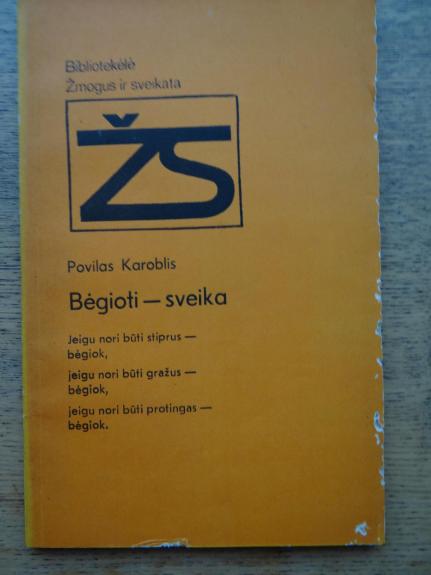 Bibliotekėlė
Žmogus ir sveikata
ŽS
Povilas Karoblis
Bėgioti — sveika
Jeigu nori būti stiprus —
bėgiok,
jeigu nori būti gražus —
bėgiok,
jeigu nori būti protingas —
bėgiok.